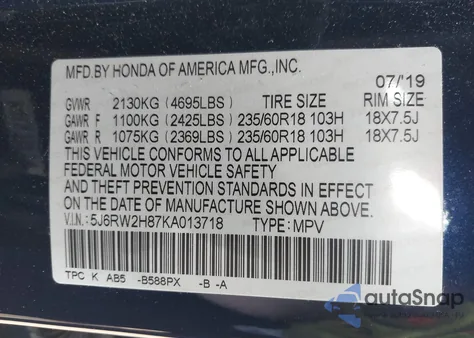 MFD.BY HONDA OF AMERICA MFG.,INC.
07/'19
GVWR 2130KG (4695LBS) TIRE SIZE RIM SIZE
GAWR F 1100KG (2425LBS) 235/60R18 103H 18X7.5J
GAWR R 1075KG (2369LBS) 235/60R18 103H 18X7.5J
THIS VEHICLE CONFORMS TO ALL APPLICABLE
FEDERAL MOTOR VEHICLE SAFETY
AND THEFT PREVENTION STANDARDS IN EFFECT
ON THE DATE OF MANUFACTURE SHOWN ABOVE.
V.I.N: 5J6RW2H87KA013718 TYPE: MPV
TPC K AB5 -B588PX -B -A
autoSnap